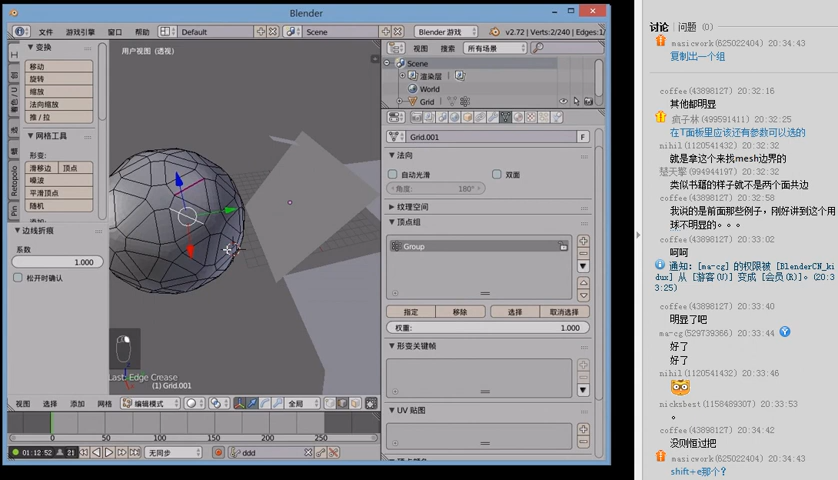 Blender
文件
游戏引擎
窗口
帮助
Default
Scene
Blender 游戏
v2.72 | Verts:2/240 | Edges:1/
变换
移动
旋转
缩放
法向缩放
推 / 拉
网格工具
形变:
滑移边
顶点
噪波
平滑顶点
随机
Retopolo
Pin
边线折痕
系数
1.000
松开时确认
用户视图 (透视)
Last: Edge Crease
(1) Grid.001
视图
选择
添加
网格
编辑模式
全局
0
50
100
150
200
250
01:12:52
21
无同步
ddd
视图
搜索
所有场景
Scene
渲染层
World
Grid
Grid.001
F
法向
自动光滑
双面
角度:
180°
纹理空间
顶点组
Group
指定
移除
选择
取消选择
权重:
1.000
形变关键帧
UV 贴图
讨论
问题 (0)
magicwork(625022404) 20:34:43
复制出一个组
coffee(43898127) 20:32:16
其他都明显
疯子林(499591411) 20:32:25
在T面板里应该还有参数可以选的
nihil(1120541432) 20:32:32
就是拿这个来找mesh边界的
楚天擎(994944197) 20:32:32
类似书籍的样子就是不两个面共边
coffee(43898127) 20:32:58
我说的是前面那些例子，刚好讲到这个用球不明显的。。。
coffee(43898127) 20:33:02
呵呵
通知: [ma-cg] 的权限被 [BlenderCN_kidux] 从 [游客(U)] 变成 [会员(R)]。(20:33:25)
coffee(43898127) 20:33:40
明显了吧
ma-cg(529739366) 20:33:44
好了
好了
nihil(1120541432) 20:33:46
nicksbest(1158489307) 20:33:53
。
coffee(43898127) 20:34:42
没则恒过把
magicwork(625022404) 20:34:43
shift+e那个？